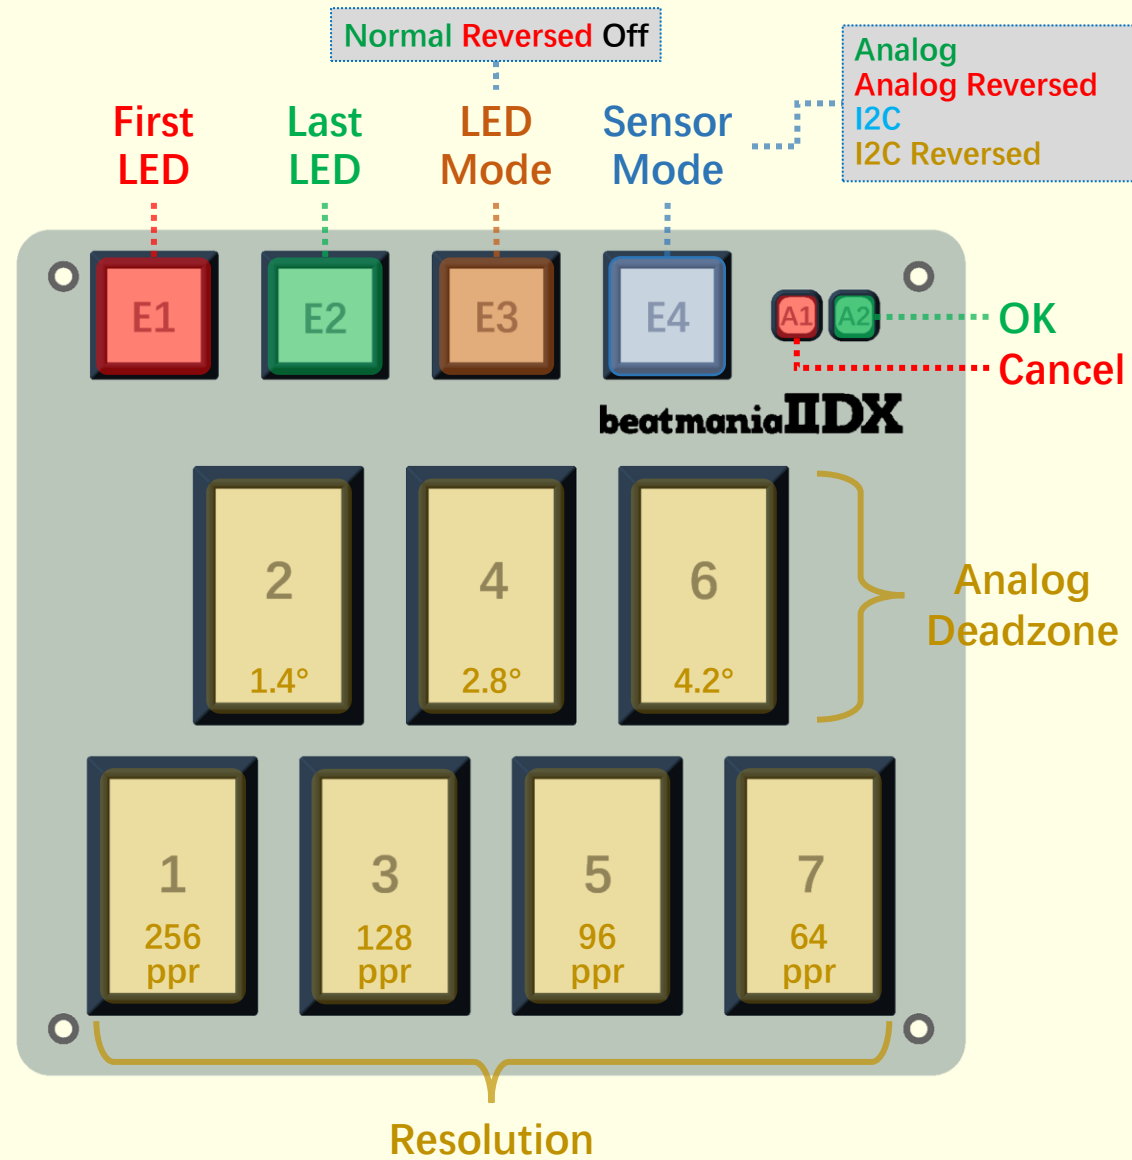 Normal Reversed Off
Analog
Analog Reversed
I2C
I2C Reversed
First
LED
Last
LED
LED
Mode
Sensor
Mode
E1
E2
E3
E4
A1
A2
OK
Cancel
beatmania IIDX
2
1.4°
4
2.8°
6
4.2°
Analog
Deadzone
1
256
ppr
3
128
ppr
5
96
ppr
7
64
ppr
Resolution